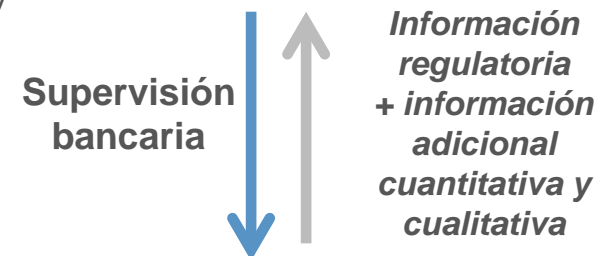 Supervisión
bancaria
Información
regulatoria
+ información
adicional
cuantitativa y
cualitativa